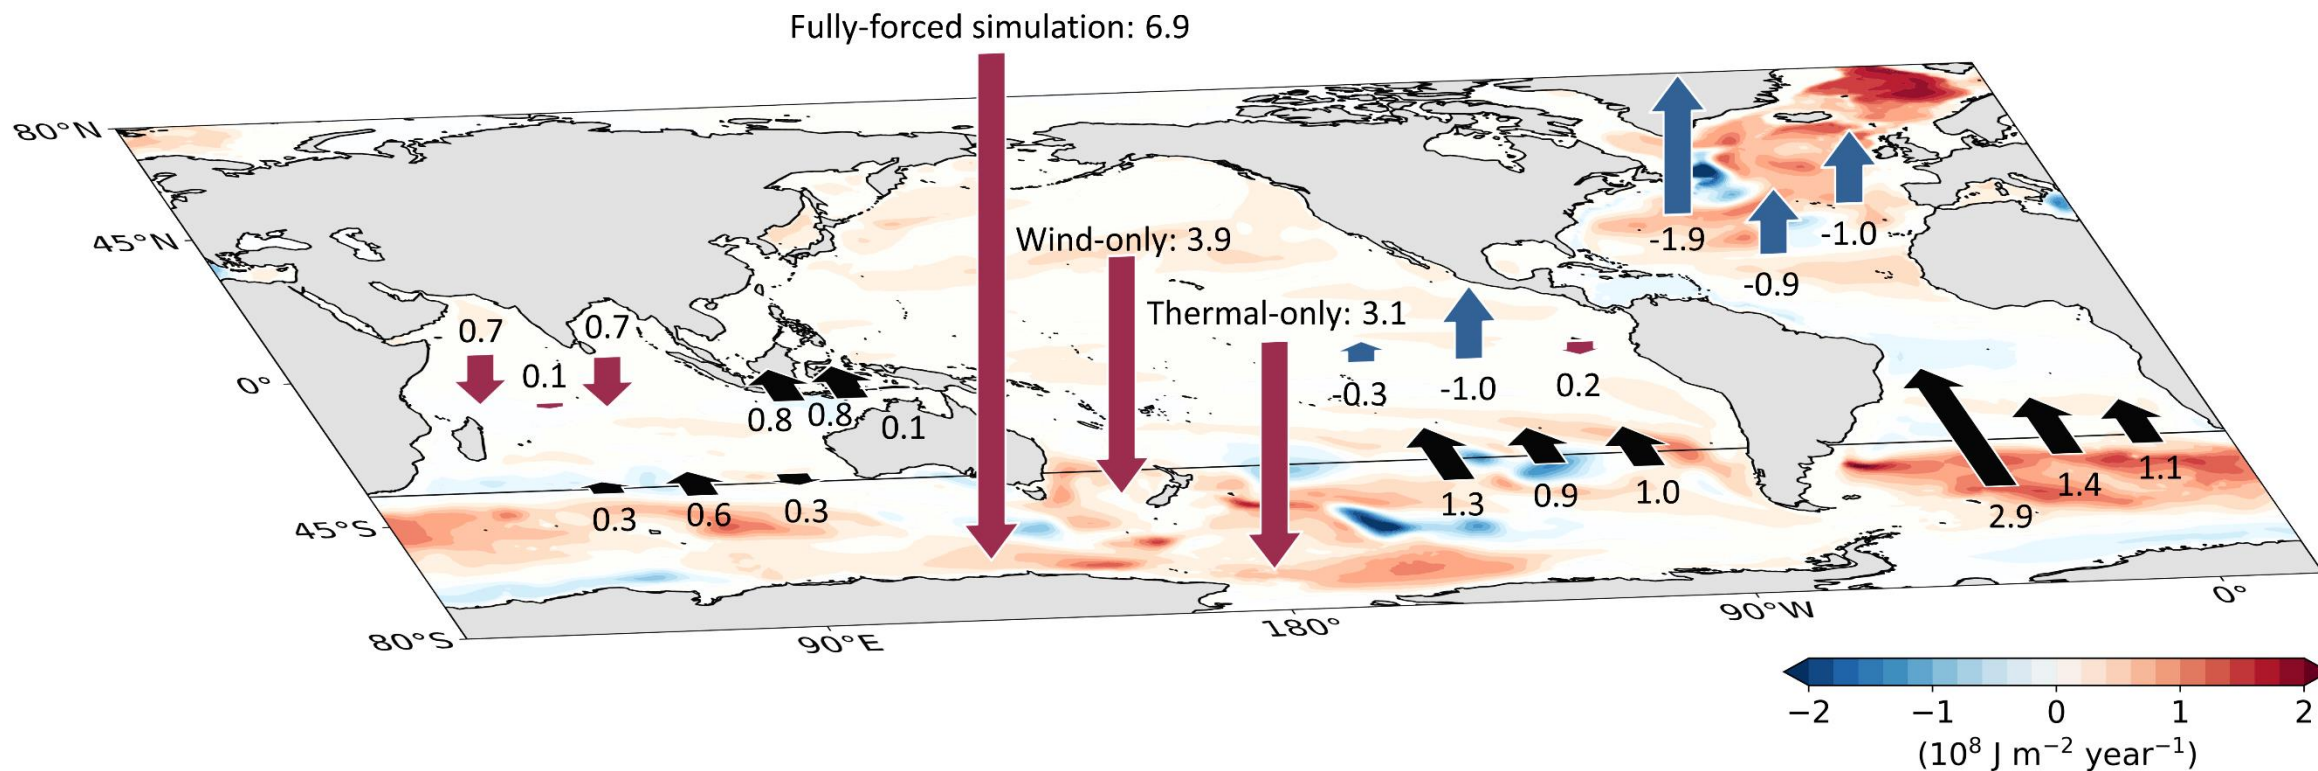 Fully-forced simulation: 6.9
80°N
45°N
Wind-only: 3.9
-1.9
-1.0
-0.9
Thermal-only: 3.1
0.7
0.7
0.1
0°
-0.3
-1.0
0.2
0.8
0.8
0.1
0.3
0.6
0.3
1.3
0.9
1.0
2.9
1.4
1.1
45°S
80°S
90°E
180°
90°W
0°
−2
−1
0
1
2
(10⁸ J m⁻² year⁻¹)